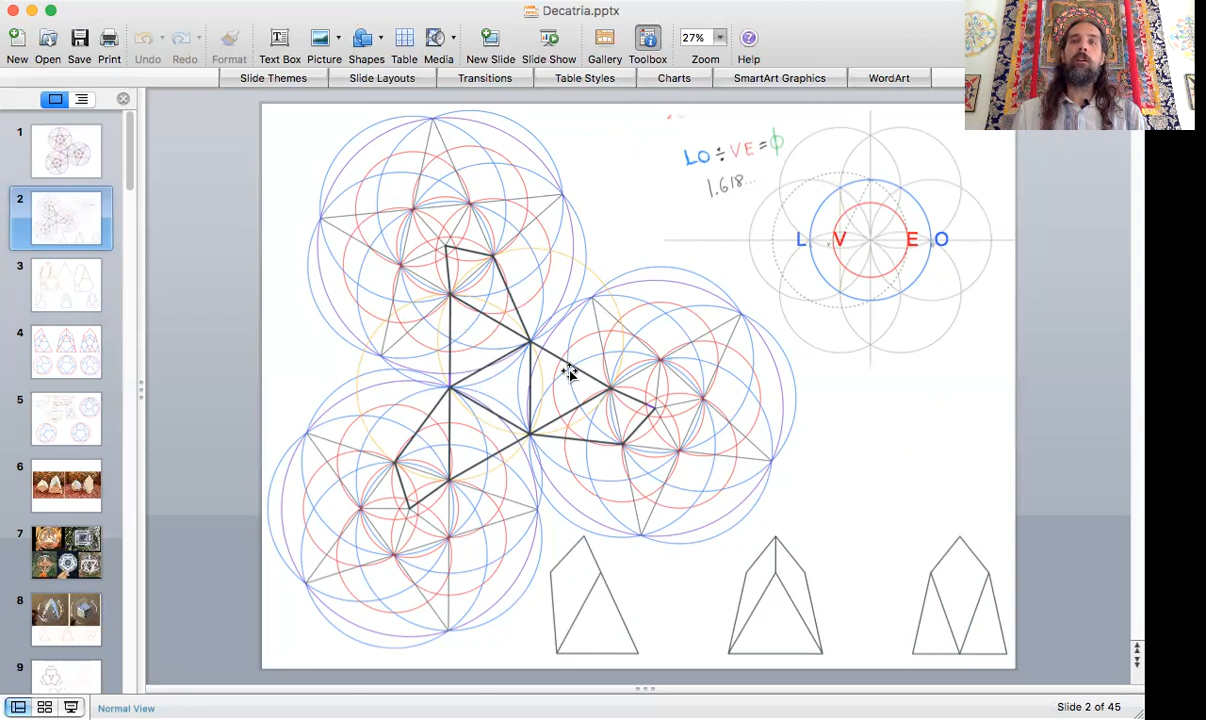 Decatria.pptx
New Open Save Print Undo Redo Format Text Box Picture Shapes Table Media New Slide Slide Show Gallery Toolbox Zoom Help
27%
Slide Themes Slide Layouts Transitions Table Styles Charts SmartArt Graphics WordArt
1
2
3
4
5
6
7
8
9
LO ÷ VE = φ
1.618...
L V E O
Normal View
Slide 2 of 45